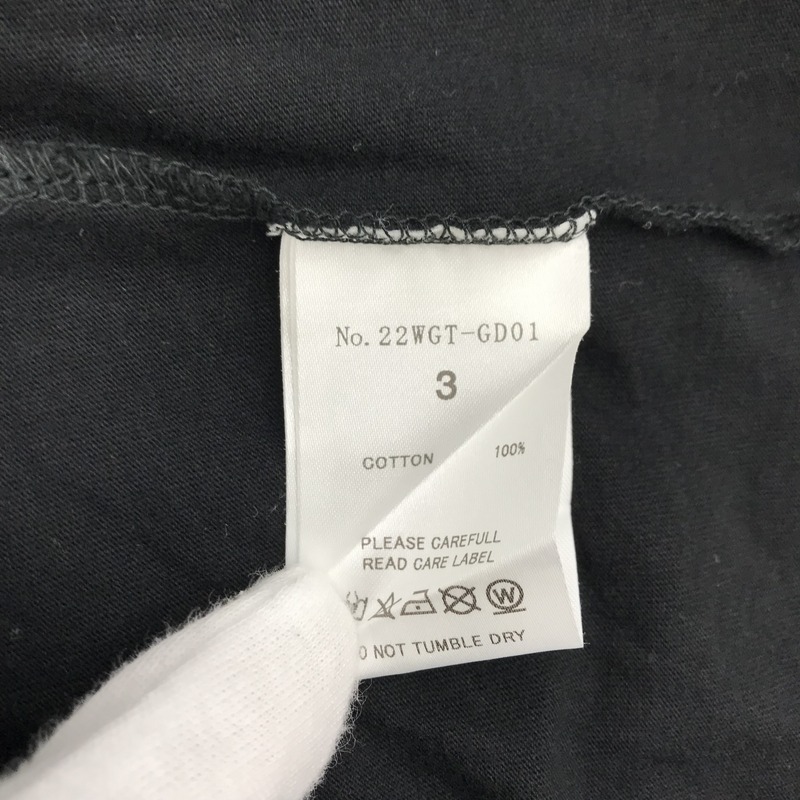 No. 22WGT-GD01
3
COTTON 100%
PLEASE CAREFULL
READ CARE LABEL
W
O NOT TUMBLE DRY